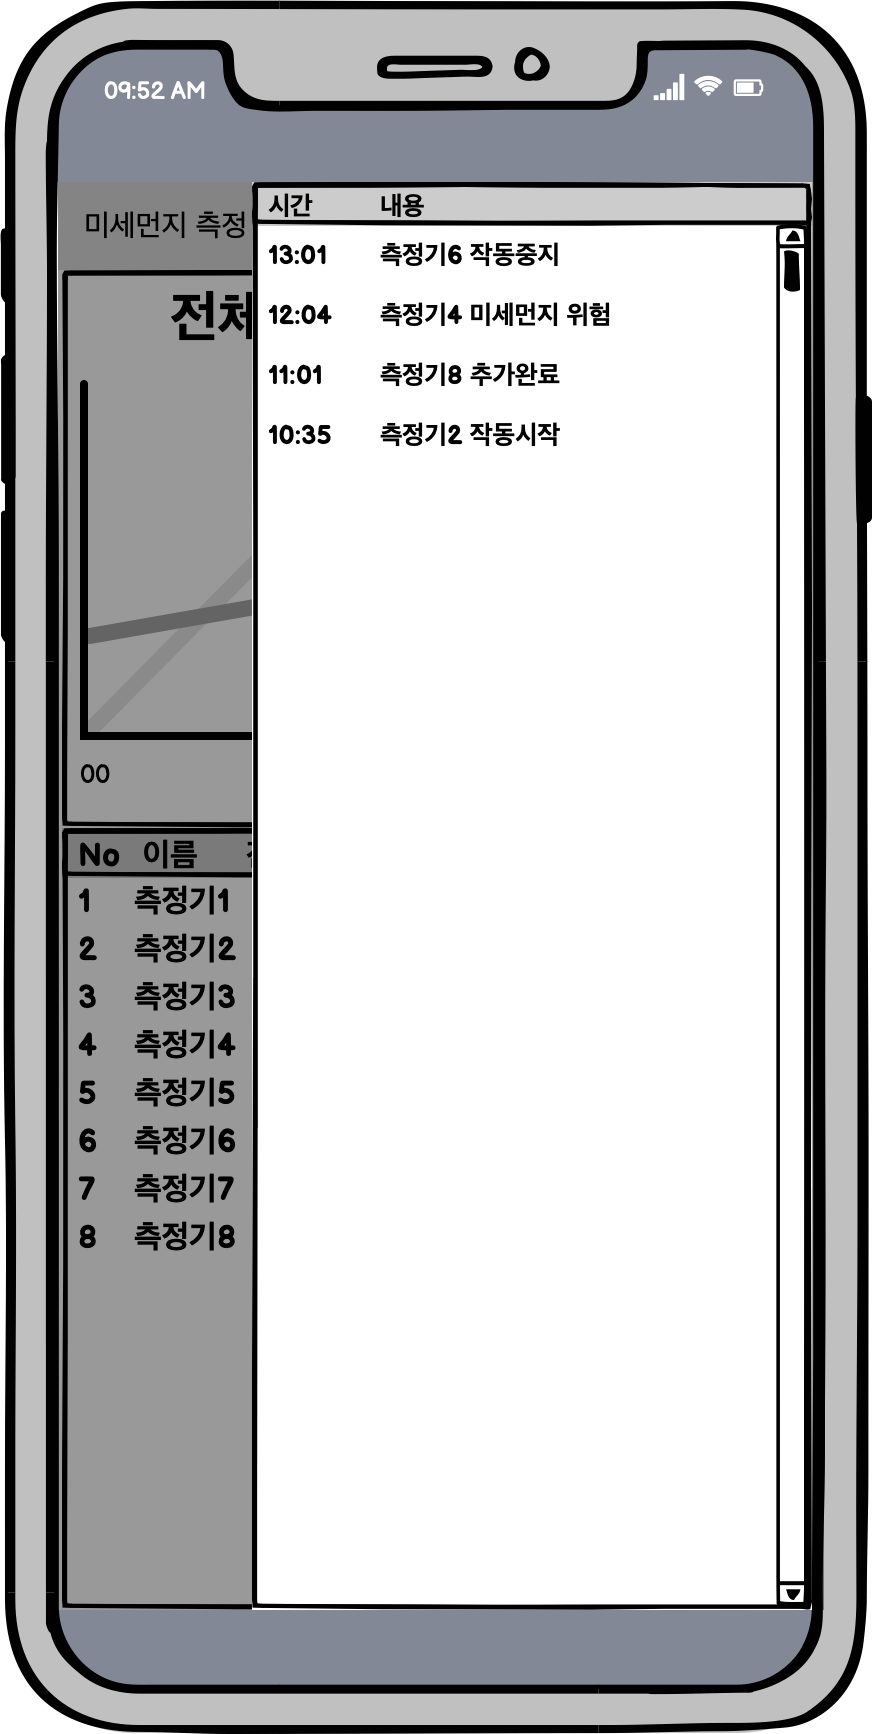 09:52 AM
미세먼지 측정
전체
00
No 이름
1 측정기1
2 측정기2
3 측정기3
4 측정기4
5 측정기5
6 측정기6
7 측정기7
8 측정기8
시간 내용
13:01 측정기6 작동중지
12:04 측정기4 미세먼지 위험
11:01 측정기8 추가완료
10:35 측정기2 작동시작